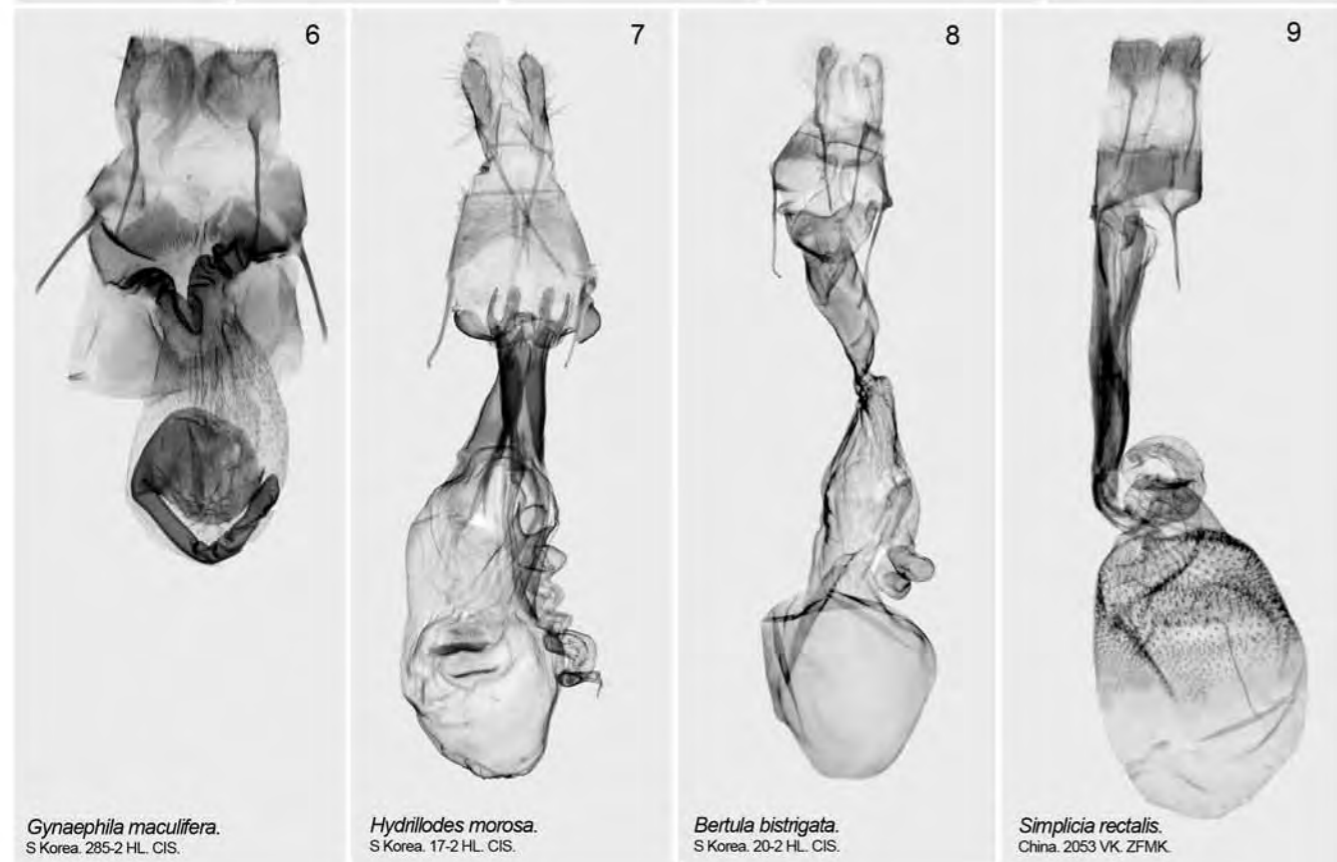 6
7
8
9
Gynaephila maculifera.
S Korea. 285-2 HL. CIS.
Hydrillodes morosa.
S Korea. 17-2 HL. CIS.
Bertula bistrigata.
S Korea. 20-2 HL. CIS.
Simplicia rectalis.
China. 2053 VK. ZFMK.